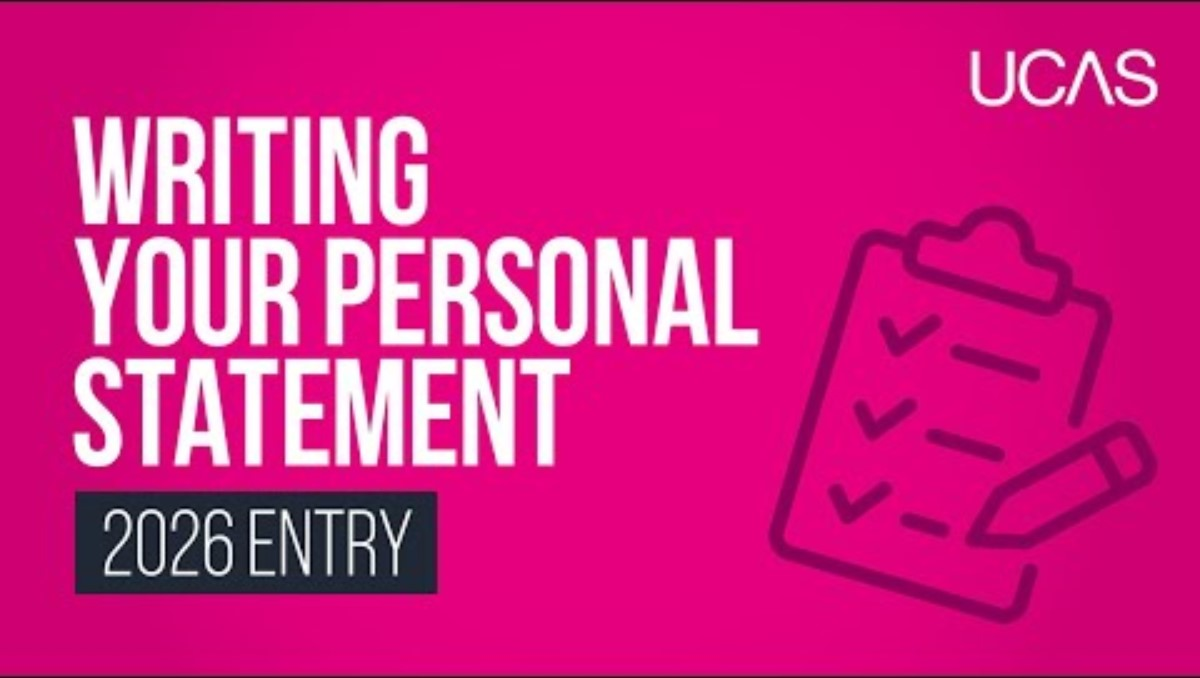 UCAS
WRITING
YOUR PERSONAL
STATEMENT
2026 ENTRY